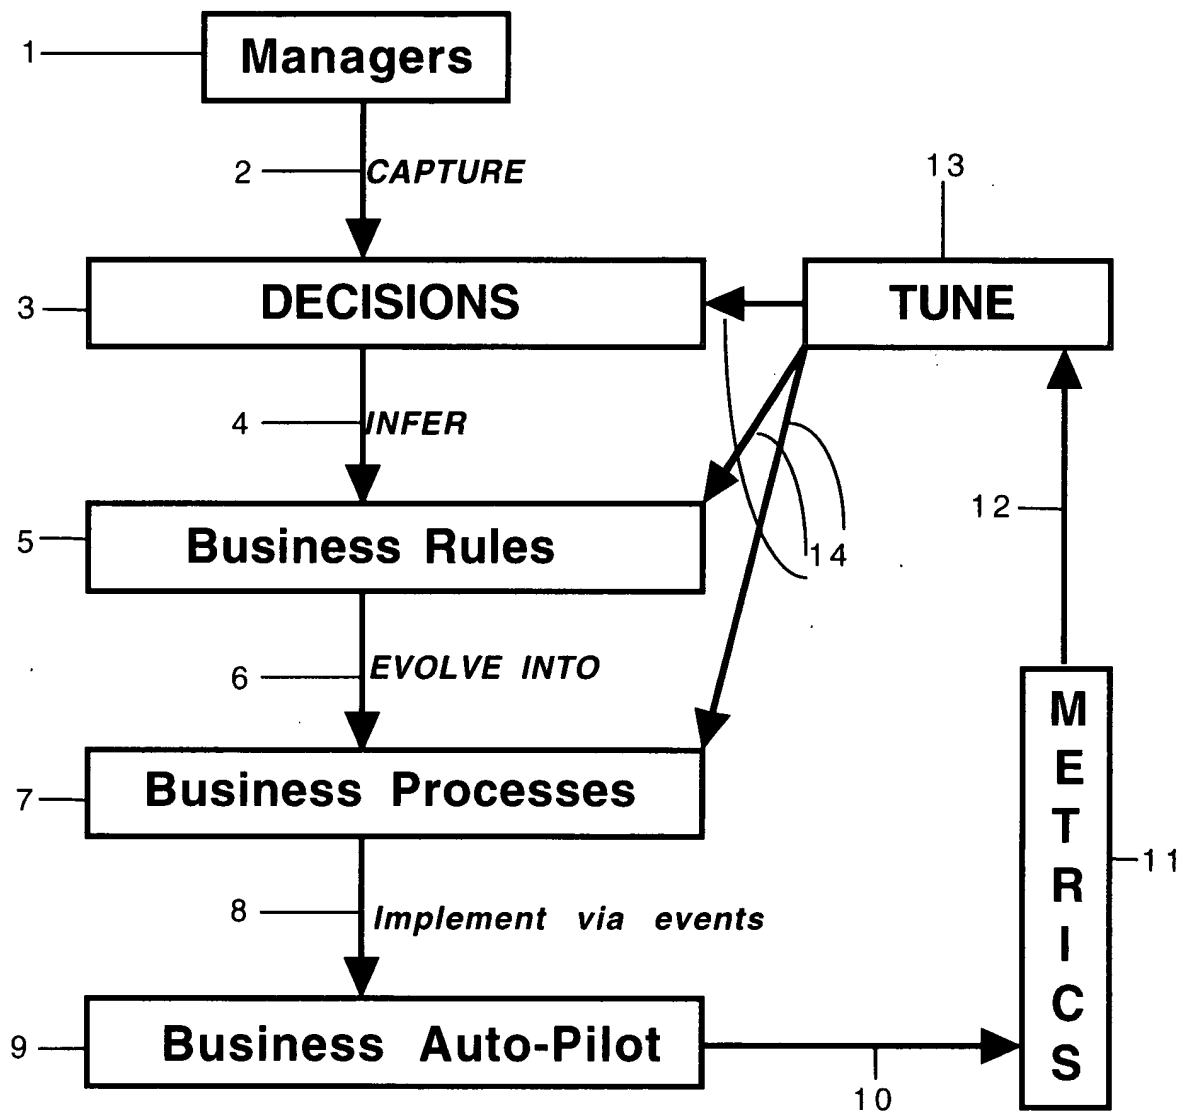 1 Managers
2 CAPTURE
13
3 DECISIONS
TUNE
4 INFER
12
5 Business Rules
14
6 EVOLVE INTO
METRICS
7 Business Processes
11
8 Implement via events
9 Business Auto-Pilot
10